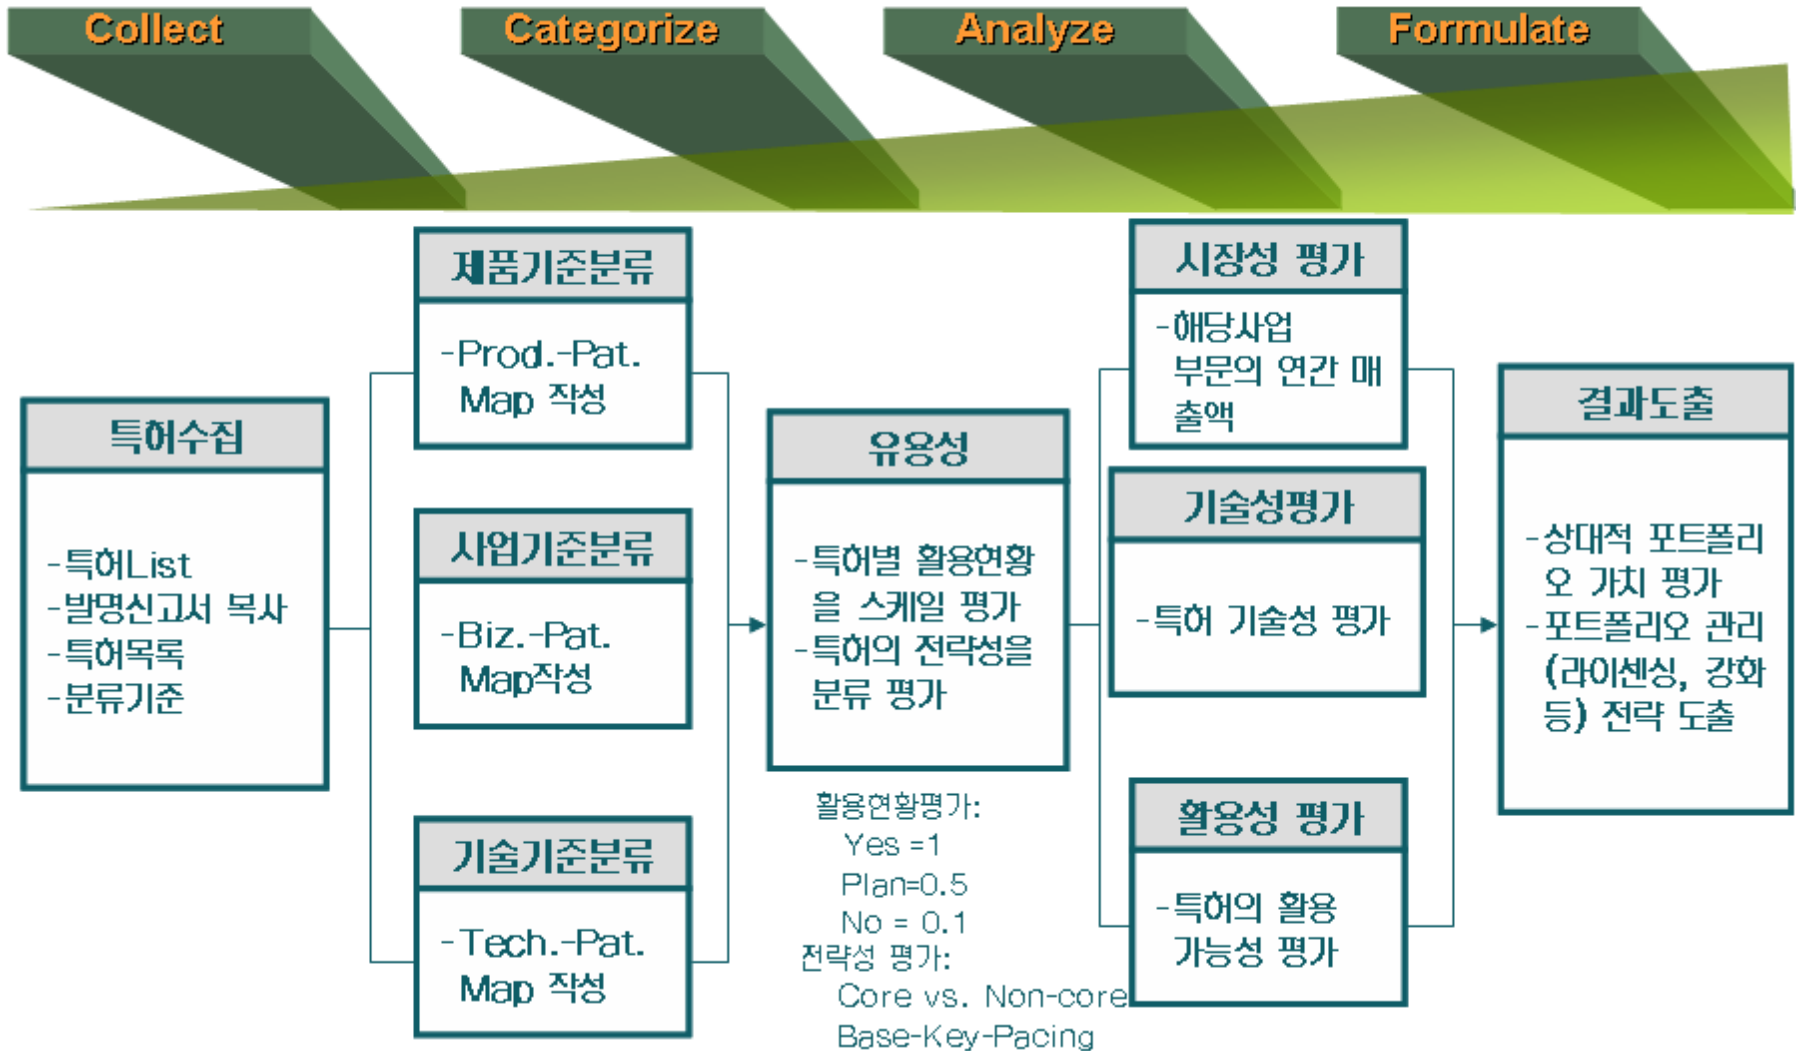 Collect
Categorize
Analyze
Formulate
특허수집
-특허List
-발명신고서 복사
-특허목록
-분류기준
제품기준분류
-Prod.-Pat.
Map 작성
사업기준분류
-Biz.-Pat.
Map작성
기술기준분류
-Tech.-Pat.
Map 작성
유용성
-특허별 활용현황
을 스케일 평가
-특허의 전략성을
분류 평가
활용현황평가:
Yes =1
Plan=0.5
No = 0.1
전략성 평가:
Core vs. Non-core
Base-Key-Pacing
시장성 평가
-해당사업
부문의 연간 매
출액
기술성평가
-특허 기술성 평가
활용성 평가
-특허의 활용
가능성 평가
결과도출
-상대적 포트폴리
오 가치 평가
-포트폴리오 관리
(라이센싱, 강화
등) 전략 도출